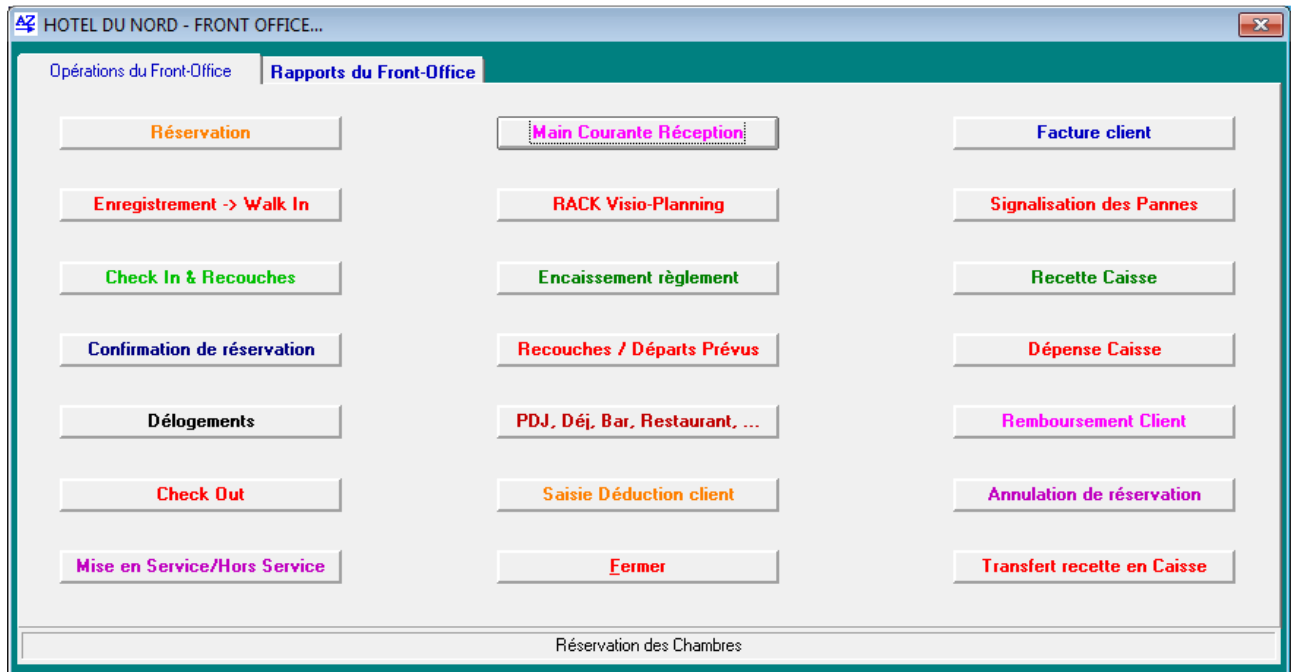 HOTEL DU NORD - FRONT OFFICE...
Opérations du Front-Office
Rapports du Front-Office
Réservation
Main Courante Réception
Facture client
Enregistrement -> Walk In
RACK Visio-Planning
Signalisation des Pannes
Check In & Recouches
Encaissement règlement
Recette Caisse
Confirmation de réservation
Recouches / Départs Prévus
Dépense Caisse
Délogements
PDJ, Déj, Bar, Restaurant, ...
Remboursement Client
Check Out
Saisie Déduction client
Annulation de réservation
Mise en Service/Hors Service
Fermer
Transfert recette en Caisse
Réservation des Chambres